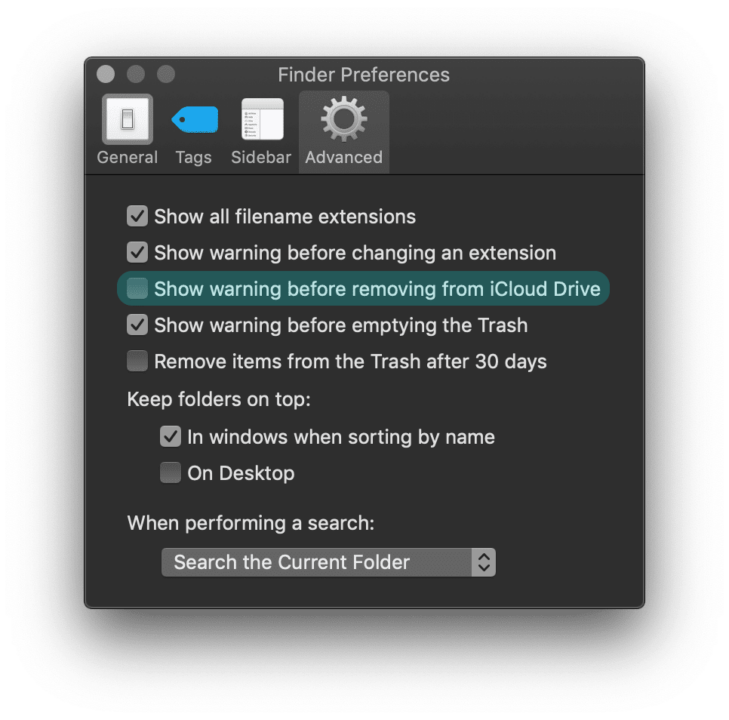 Finder Preferences
General Tags Sidebar Advanced
Show all filename extensions
Show warning before changing an extension
Show warning before removing from iCloud Drive
Show warning before emptying the Trash
Remove items from the Trash after 30 days
Keep folders on top:
In windows when sorting by name
On Desktop
When performing a search:
Search the Current Folder